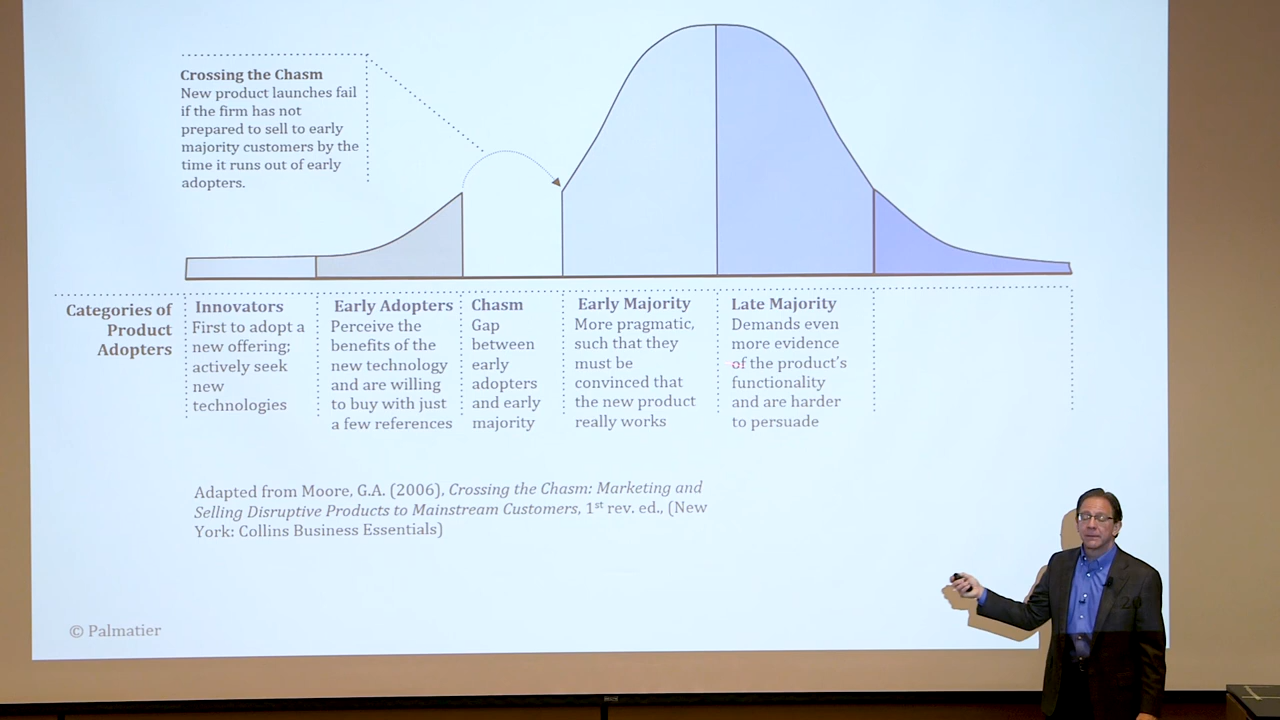 Crossing the Chasm
New product launches fail
if the firm has not
prepared to sell to early
majority customers by the
time it runs out of early
adopters.
Categories of
Product
Adopters
Innovators
First to adopt a
new offering;
actively seek
new
technologies
Early Adopters
Perceive the
benefits of the
new technology
and are willing
to buy with just
a few references
Chasm
Gap
between
early
adopters
and early
majority
Early Majority
More pragmatic,
such that they
must be
convinced that
the new product
really works
Late Majority
Demands even
more evidence
of the product's
functionality
and are harder
to persuade
Adapted from Moore, G.A. (2006), Crossing the Chasm: Marketing and
Selling Disruptive Products to Mainstream Customers, 1st rev. ed., (New
York: Collins Business Essentials)
© Palmatier
20